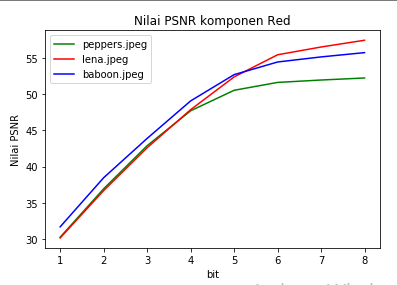 Nilai PSNR komponen Red
peppers.jpeg
lena.jpeg
baboon.jpeg
Nilai PSNR
55
50
45
40
35
30
1 2 3 4 5 6 7 8
bit